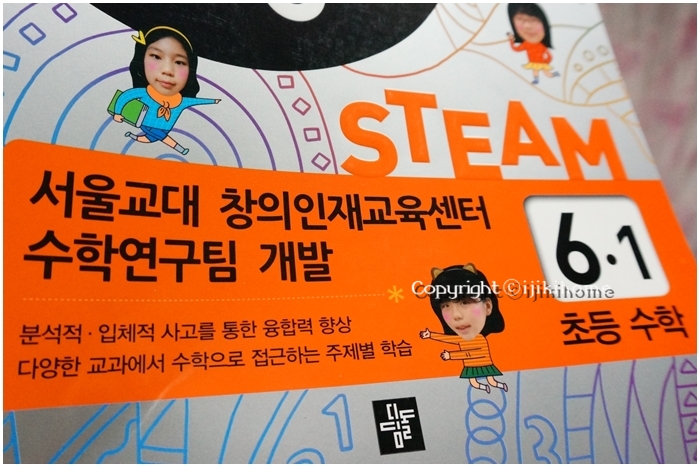 STEAM
서울교대 창의인재교육센터
수학연구팀 개발
6·1
초등 수학
분석적·입체적 사고를 통한 융합력 향상
다양한 교과에서 수학으로 접근하는 주제별 학습
Copyright ©
디딤돌